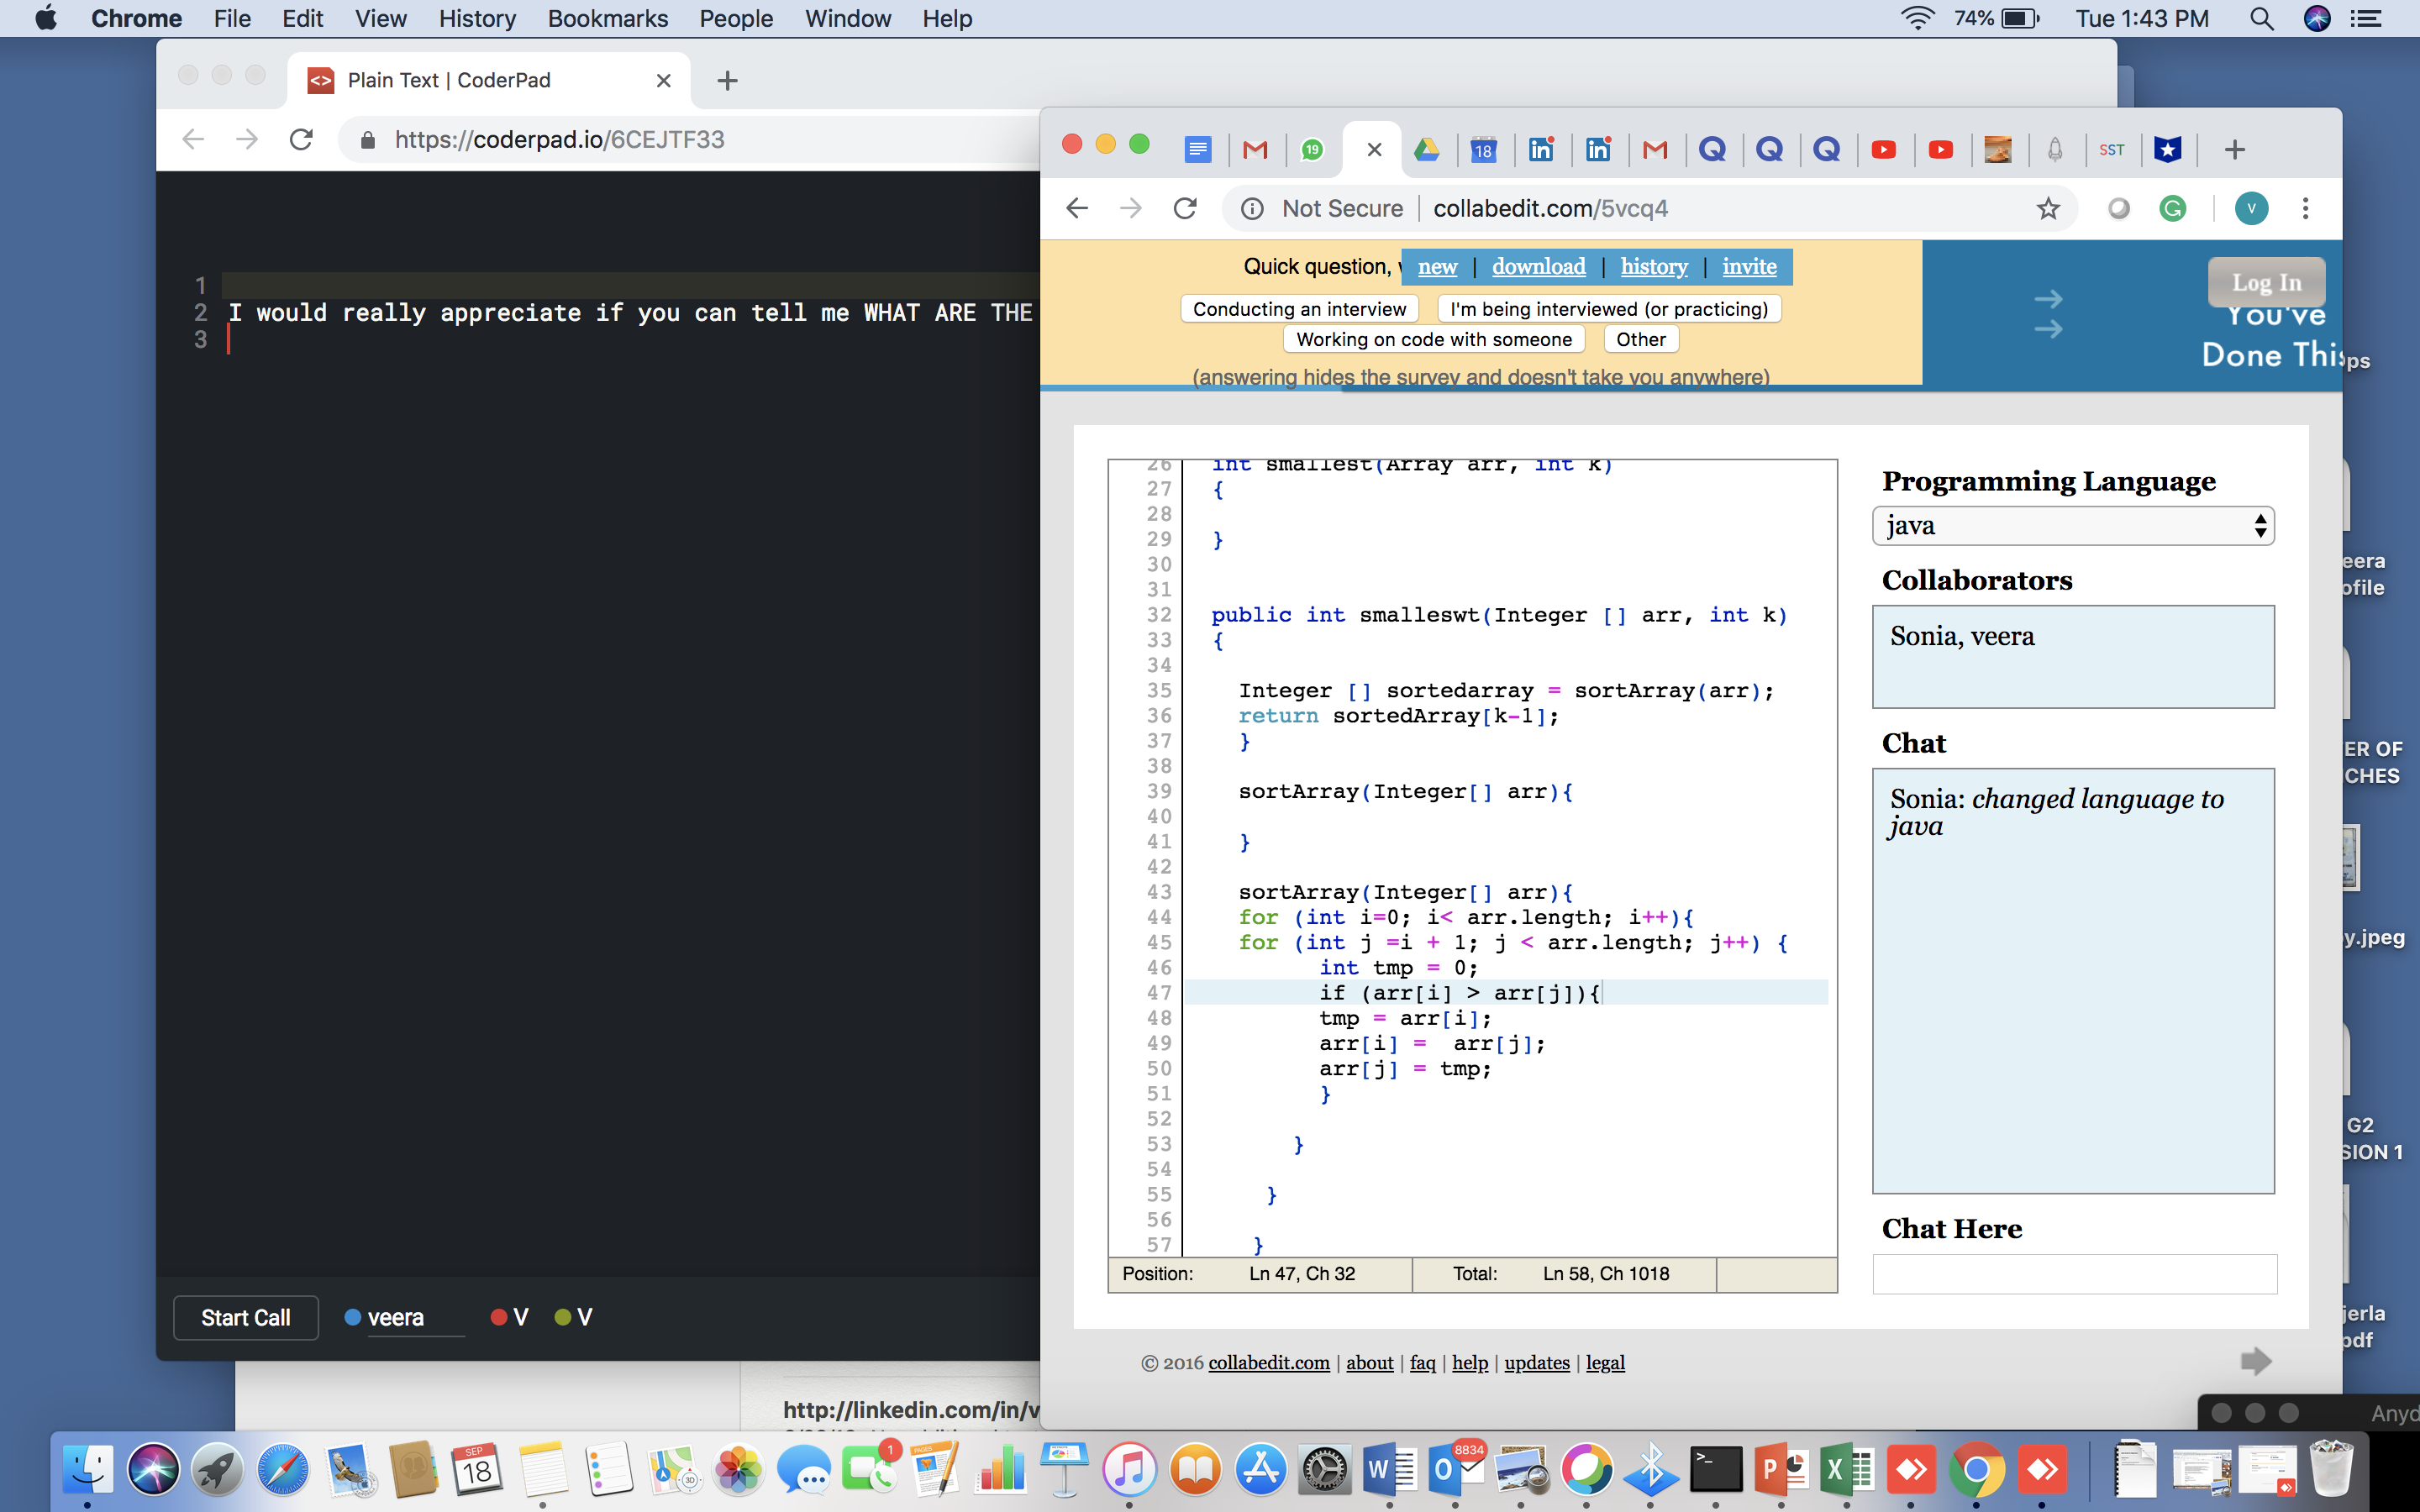 Chrome File Edit View History Bookmarks People Window Help 74% Tue 1:43 PM
Plain Text | CoderPad
https://coderpad.io/6CEJTF33
1
2 I would really appreciate if you can tell me WHAT ARE THE
3
Start Call veera V V
http://linkedin.com/in/v
19 18 SST
Not Secure | collabedit.com/5vcq4 G V
Quick question, new | download | history | invite
Conducting an interview I'm being interviewed (or practicing)
Working on code with someone Other
(answering hides the survey and doesn't take you anywhere)
Log In
You've
Done This
26 int smallest(Array arr, int k)
27 {
28
29 }
30
31
32 public int smalleswt(Integer [] arr, int k)
33 {
34
35 Integer [] sortedarray = sortArray(arr);
36 return sortedArray[k-1];
37 }
38
39 sortArray(Integer[] arr){
40
41 }
42
43 sortArray(Integer[] arr){
44 for (int i=0; i< arr.length; i++){
45 for (int j =i + 1; j < arr.length; j++) {
46 int tmp = 0;
47 if (arr[i] > arr[j]){
48 tmp = arr[i];
49 arr[i] =  arr[j];
50 arr[j] = tmp;
51 }
52
53 }
54
55 }
56
57 }
Position: Ln 47, Ch 32 Total: Ln 58, Ch 1018
Programming Language
java
Collaborators
Sonia, veera
Chat
Sonia: changed language to
java
Chat Here
© 2016 collabedit.com | about | faq | help | updates | legal
ps
eera
ofile
ER OF
CHES
y.jpeg
G2
SION 1
jerla
pdf
Anyd
SEP
18
3D
1
PAGES
W
O
8834
P
X